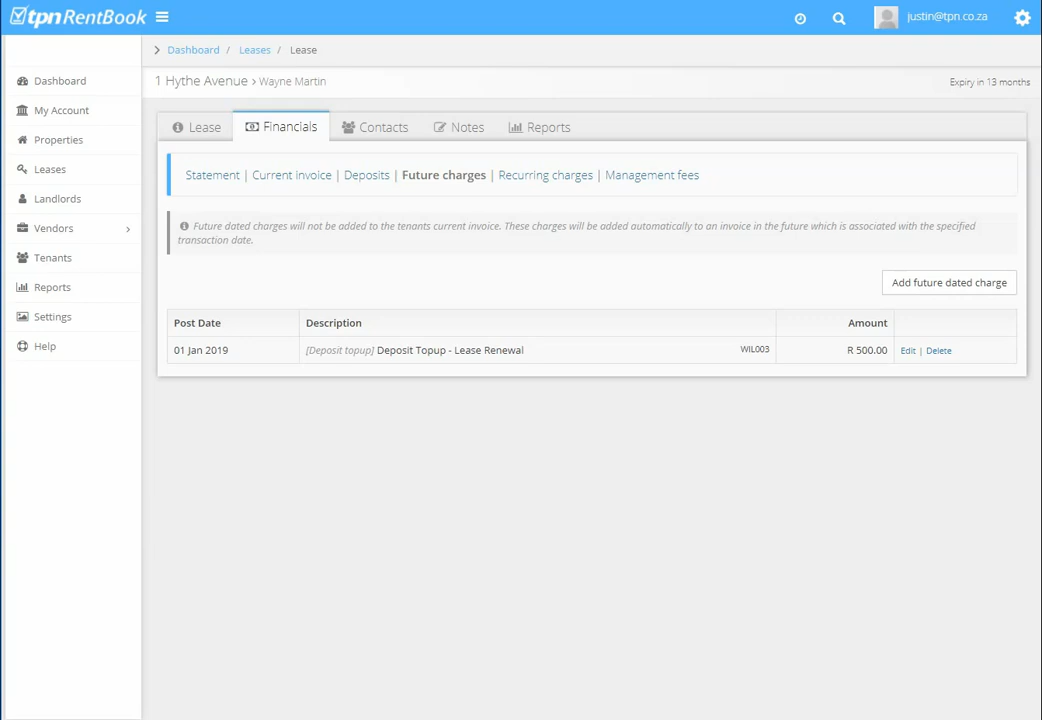 tpn RentBook
justin@tpn.co.za
Dashboard / Leases / Lease
1 Hythe Avenue > Wayne Martin
Expiry in 13 months
Dashboard
My Account
Properties
Leases
Landlords
Vendors
Tenants
Reports
Settings
Help
Lease
Financials
Contacts
Notes
Reports
Statement | Current invoice | Deposits | Future charges | Recurring charges | Management fees
Future dated charges will not be added to the tenants current invoice. These charges will be added automatically to an invoice in the future which is associated with the specified
transaction date.
Add future dated charge
Post Date Description Amount
01 Jan 2019 [Deposit topup] Deposit Topup - Lease Renewal WIL003 R 500.00 Edit | Delete